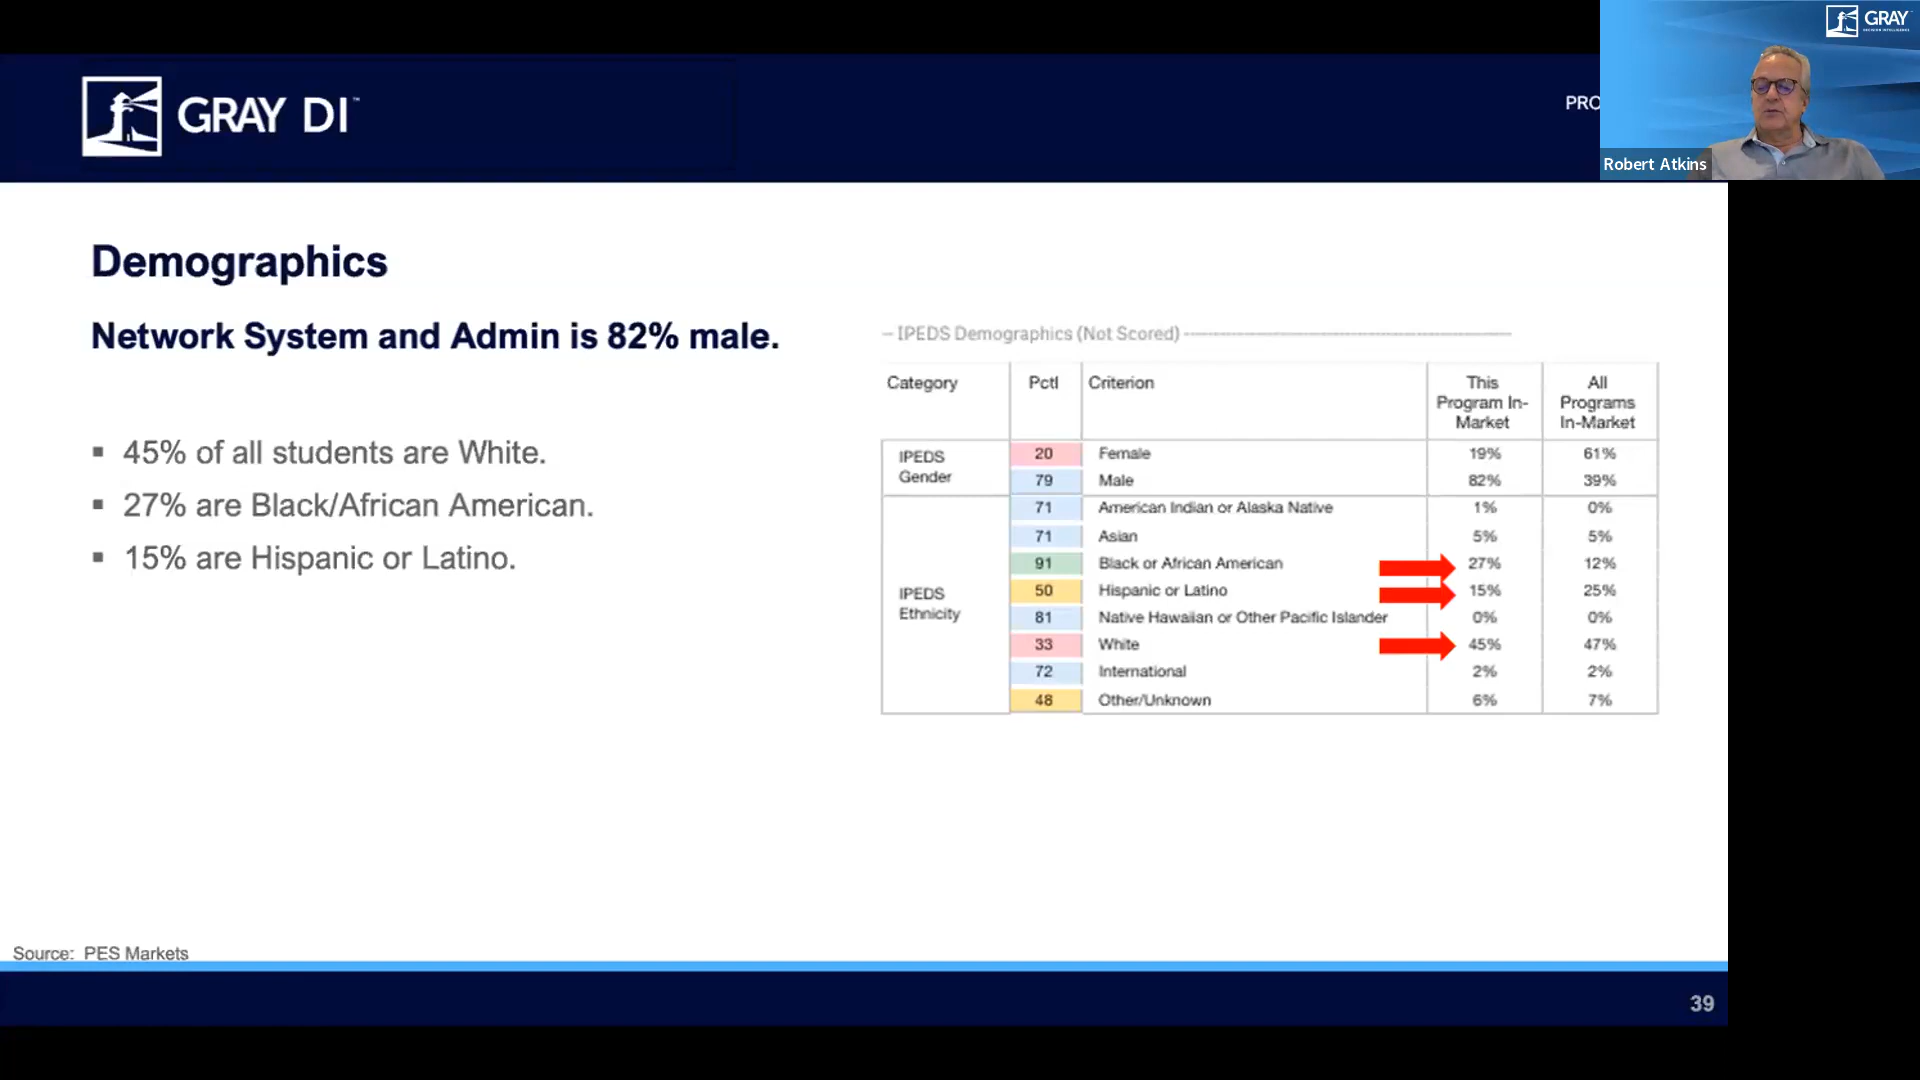 GRAY
GRAY DI™
PRO
Robert Atkins
Demographics
Network System and Admin is 82% male.
▪ 45% of all students are White.
▪ 27% are Black/African American.
▪ 15% are Hispanic or Latino.
IPEDS Demographics (Not Scored)
Category Pctl Criterion This Program In-Market All Programs In-Market
IPEDS Gender
20 Female 19% 61%
79 Male 82% 39%
IPEDS Ethnicity
71 American Indian or Alaska Native 1% 0%
71 Asian 5% 5%
91 Black or African American 27% 12%
50 Hispanic or Latino 15% 25%
81 Native Hawaiian or Other Pacific Islander 0% 0%
33 White 45% 47%
72 International 2% 2%
48 Other/Unknown 6% 7%
Source: PES Markets
39